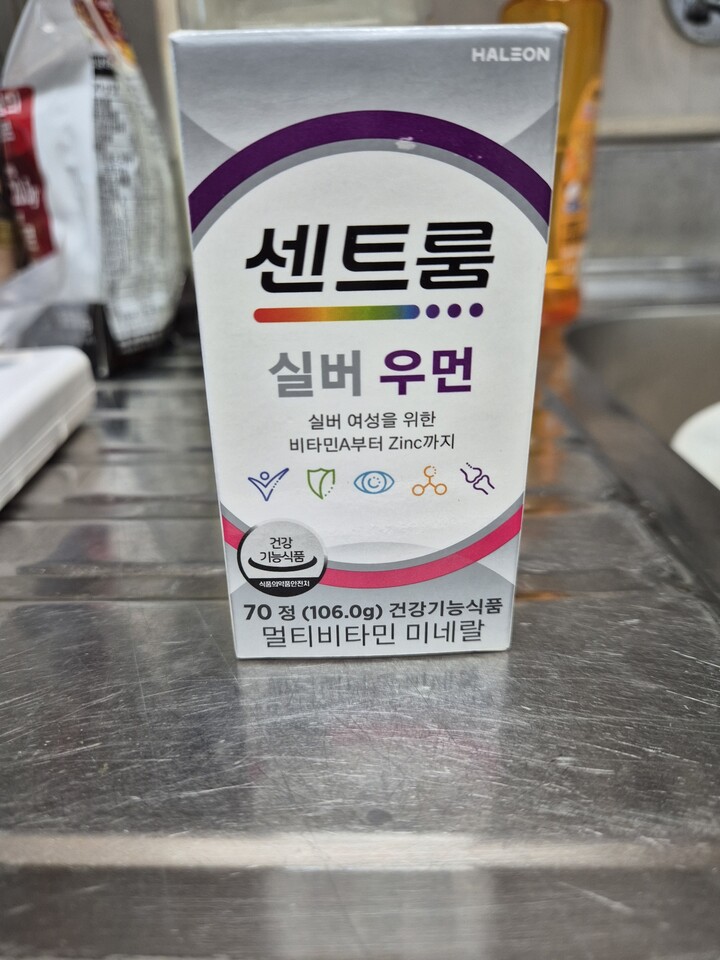 HALEON
센트룸
실버 우먼
실버 여성을 위한
비타민A부터 Zinc까지
건강
기능식품
식품의약품안전처
70 정 (106.0g) 건강기능식품
멀티비타민 미네랄